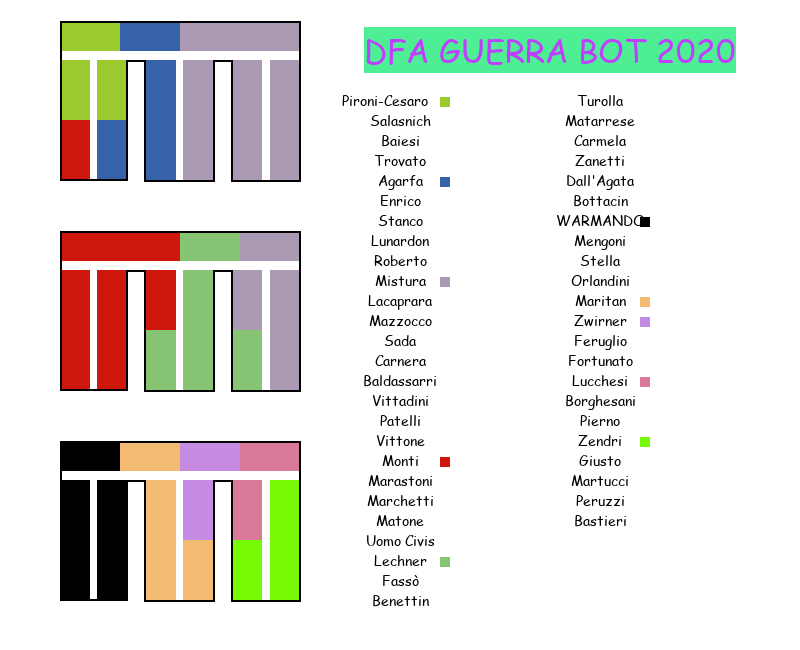 DFA GUERRA BOT 2020
Pironi-Cesaro
Salasnich
Baiesi
Trovato
Agarfa
Enrico
Stanco
Lunardon
Roberto
Mistura
Lacaprara
Mazzocco
Sada
Carnera
Baldassarri
Vittadini
Patelli
Vittone
Monti
Marastoni
Marchetti
Matone
Uomo Civis
Lechner
Fassò
Benettin
Turolla
Matarrese
Carmela
Zanetti
Dall'Agata
Bottacin
WARMANDO
Mengoni
Stella
Orlandini
Maritan
Zwirner
Feruglio
Fortunato
Lucchesi
Borghesani
Pierno
Zendri
Giusto
Martucci
Peruzzi
Bastieri